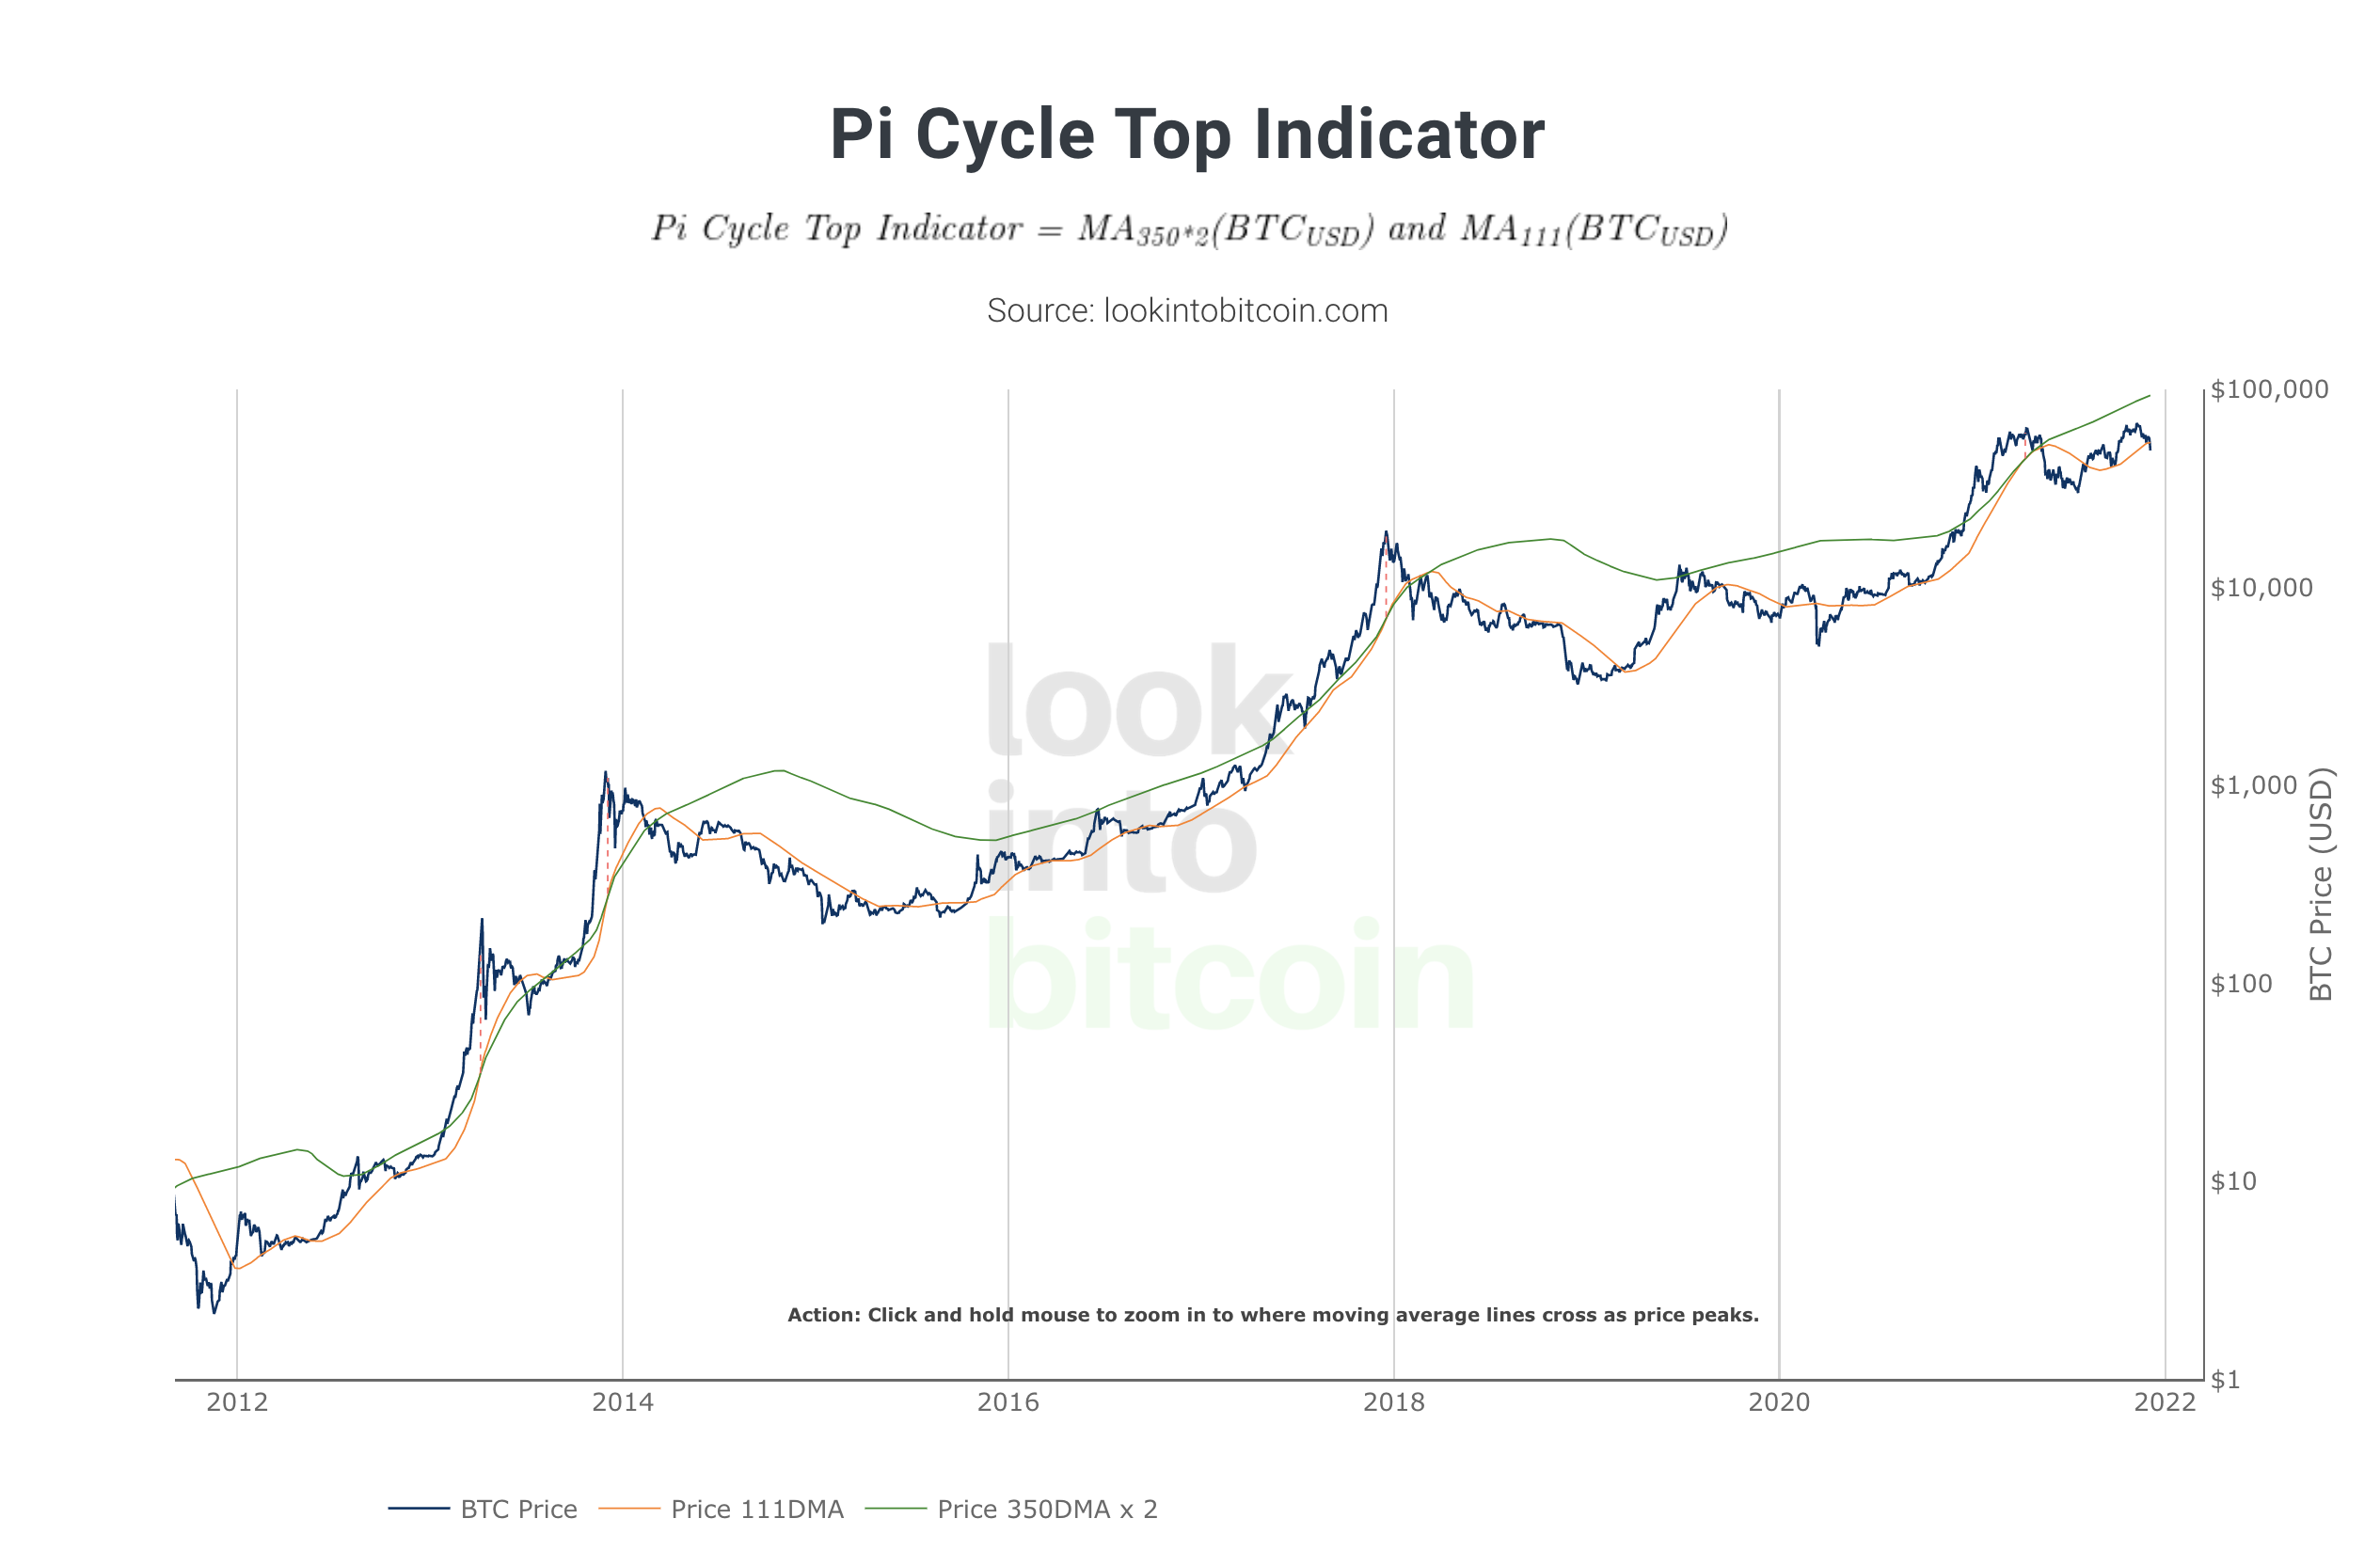 Pi Cycle Top Indicator
Pi Cycle Top Indicator = MA350*2(BTCUSD) and MA111(BTCUSD)
Source: lookintobitcoin.com
$100,000
$10,000
$1,000
$100
$10
$1
BTC Price (USD)
look
into
bitcoin
Action: Click and hold mouse to zoom in to where moving average lines cross as price peaks.
2012 2014 2016 2018 2020 2022
BTC Price Price 111DMA Price 350DMA x 2